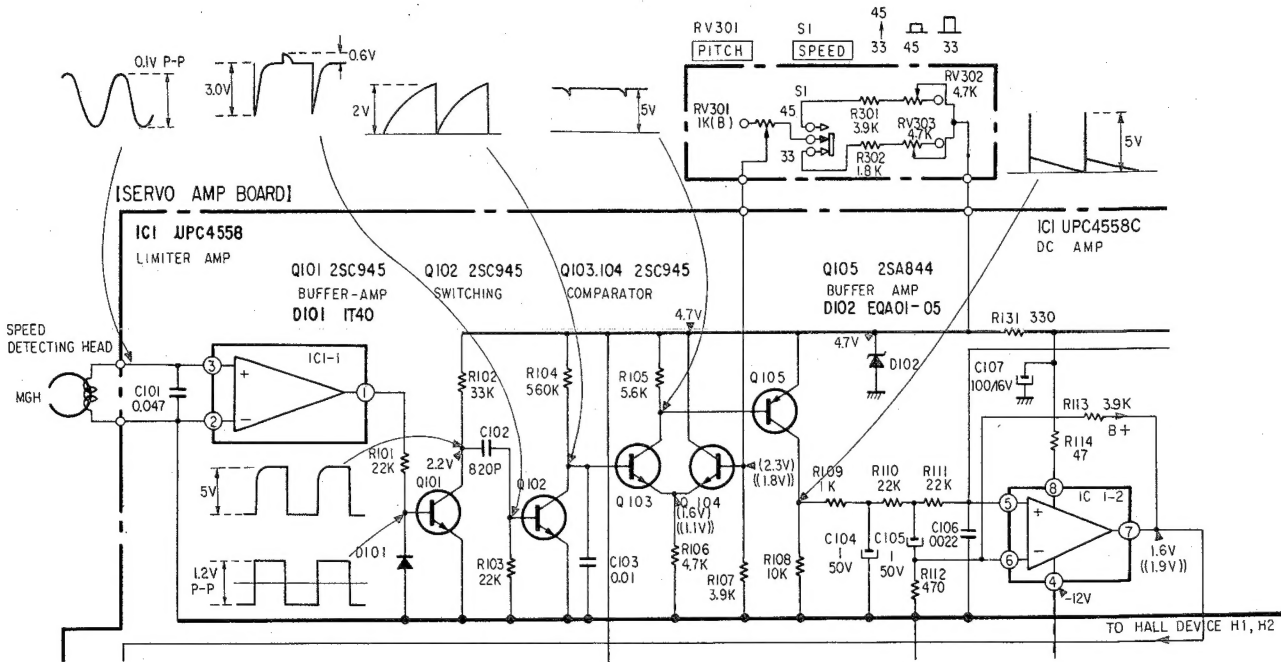 RV301
PITCH
S1
SPEED
45
33
45
33
0.1V P-P
3.0V
0.6V
2V
5V
RV301
1K(B)
45
33
S1
R301
3.9K
R302
1.8K
RV302
4.7K
RV303
4.7K
5V
[SERVO AMP BOARD]
IC1 UPC4558
LIMITER AMP
Q101 2SC945
BUFFER-AMP
D101 1T40
Q102 2SC945
SWITCHING
Q103.104 2SC945
COMPARATOR
Q105 2SA844
BUFFER AMP
D102 EQA01-05
IC1 UPC4558C
DC AMP
SPEED
DETECTING HEAD
MGH
C101
0.047
3
2
+
-
IC1-1
1
R101
22K
5V
1.2V
P-P
D101
2.2V
Q101
R102
33K
C102
820P
R103
22K
Q102
R104
560K
C103
0.01
R105
5.6K
4.7V
Q103
Q104
(1.6V)
((1.1V))
R106
4.7K
(2.3V)
((1.8V))
R107
3.9K
Q105
R108
10K
4.7V
D102
R109
1K
R110
22K
R111
22K
C104
1
50V
C105
1
50V
R112
470
C106
.0022
R131 330
C107
100/16V
R113 3.9K
B+
R114
47
8
5
6
+
-
IC 1-2
7
4
-12V
1.6V
((1.9V))
TO HALL DEVICE H1, H2